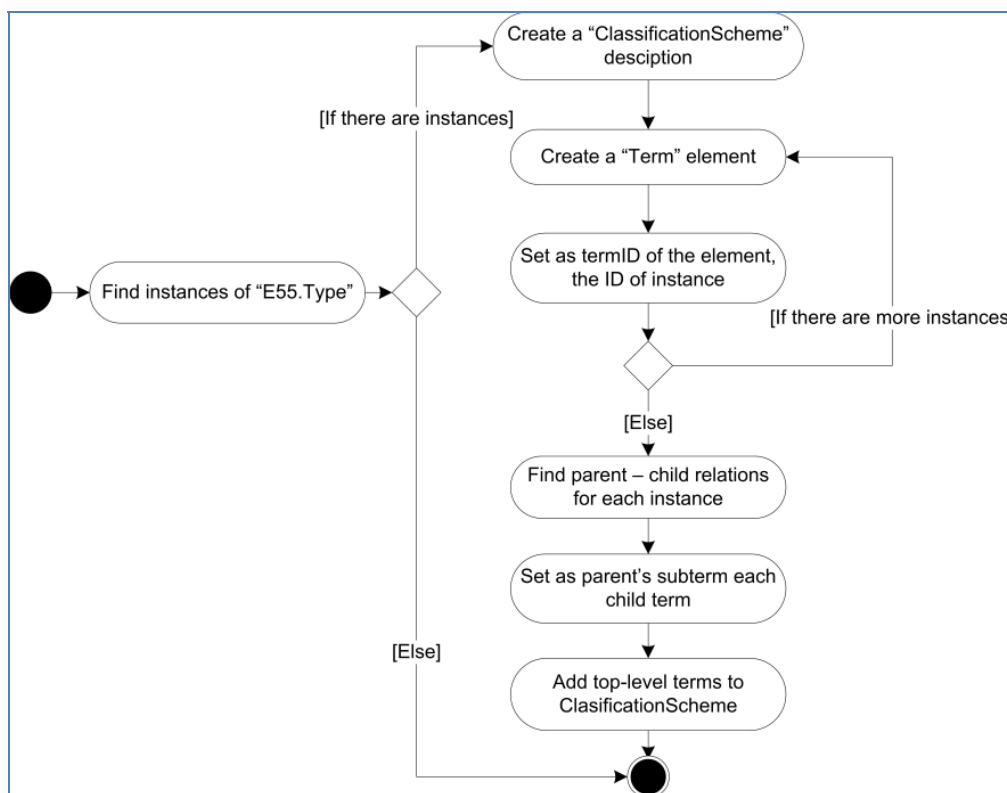 Create a “ClassificationScheme”
desciption
[If there are instances]
Create a “Term” element
Set as termID of the element,
the ID of instance
Find instances of “E55.Type”
[If there are more instances
[Else]
Find parent – child relations
for each instance
Set as parent’s subterm each
child term
[Else]
Add top-level terms to
ClasificationScheme